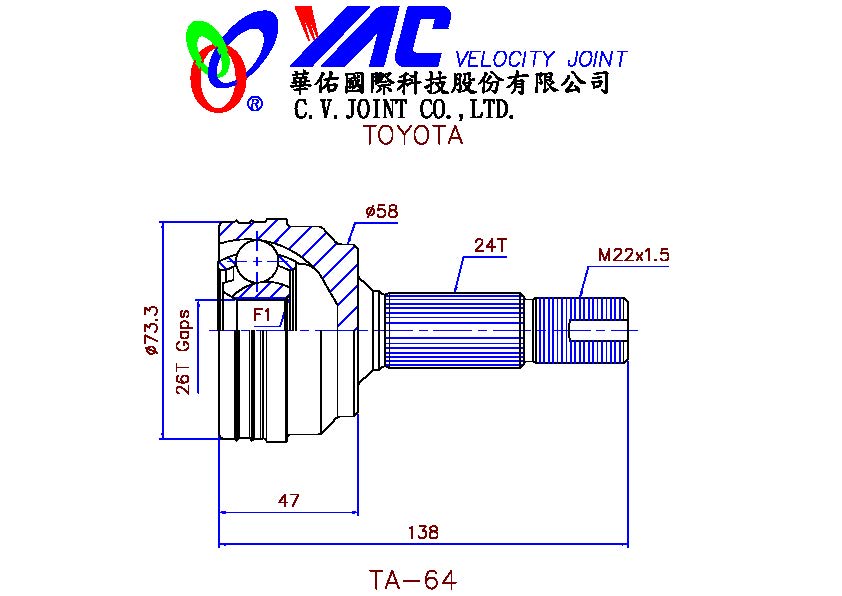 YAC VELOCITY JOINT
®
華佑國際科技股份有限公司
C.V.JOINT CO.,LTD.
TOYOTA
ø58
24T
M22x1.5
F1
ø73.3
26T Gaps
47
138
TA-64